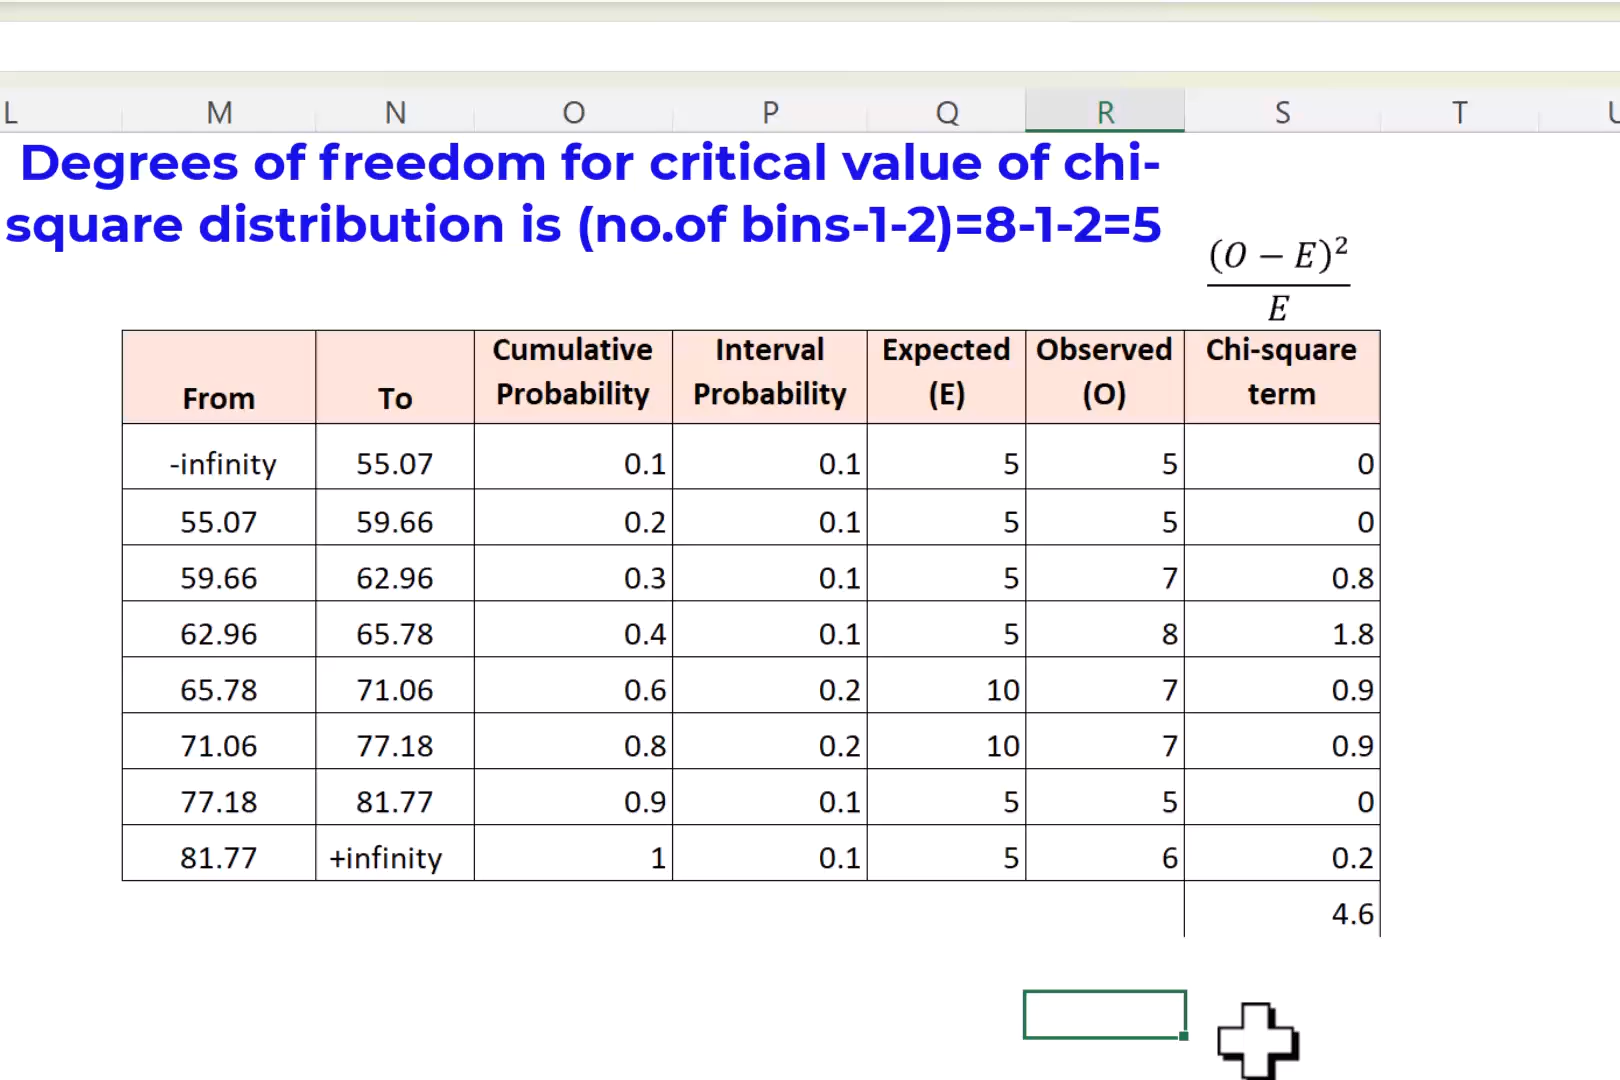 L M N O P Q R S T
Degrees of freedom for critical value of chi-
square distribution is (no.of bins-1-2)=8-1-2=5
(O − E)²
E
Cumulative Interval Expected Observed Chi-square
From To Probability Probability (E) (O) term
-infinity 55.07 0.1 0.1 5 5 0
55.07 59.66 0.2 0.1 5 5 0
59.66 62.96 0.3 0.1 5 7 0.8
62.96 65.78 0.4 0.1 5 8 1.8
65.78 71.06 0.6 0.2 10 7 0.9
71.06 77.18 0.8 0.2 10 7 0.9
77.18 81.77 0.9 0.1 5 5 0
81.77 +infinity 1 0.1 5 6 0.2
4.6